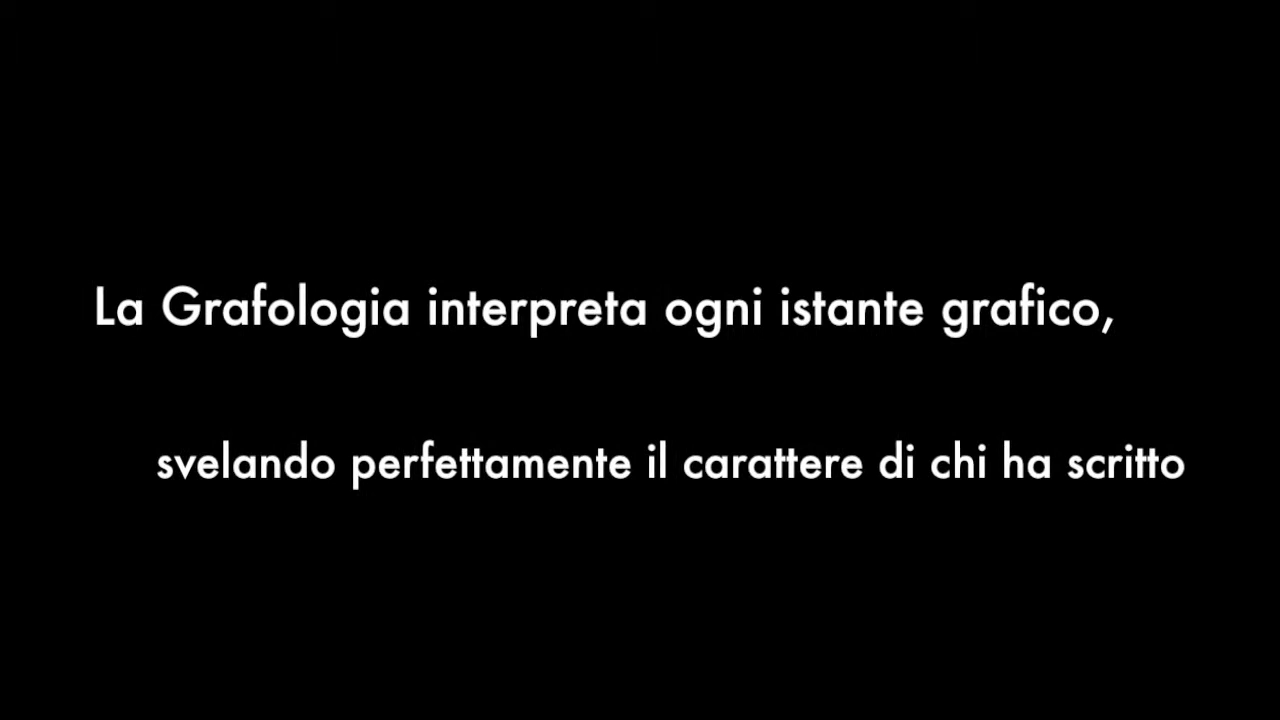 La Grafologia interpreta ogni istante grafico,
svelando perfettamente il carattere di chi ha scritto